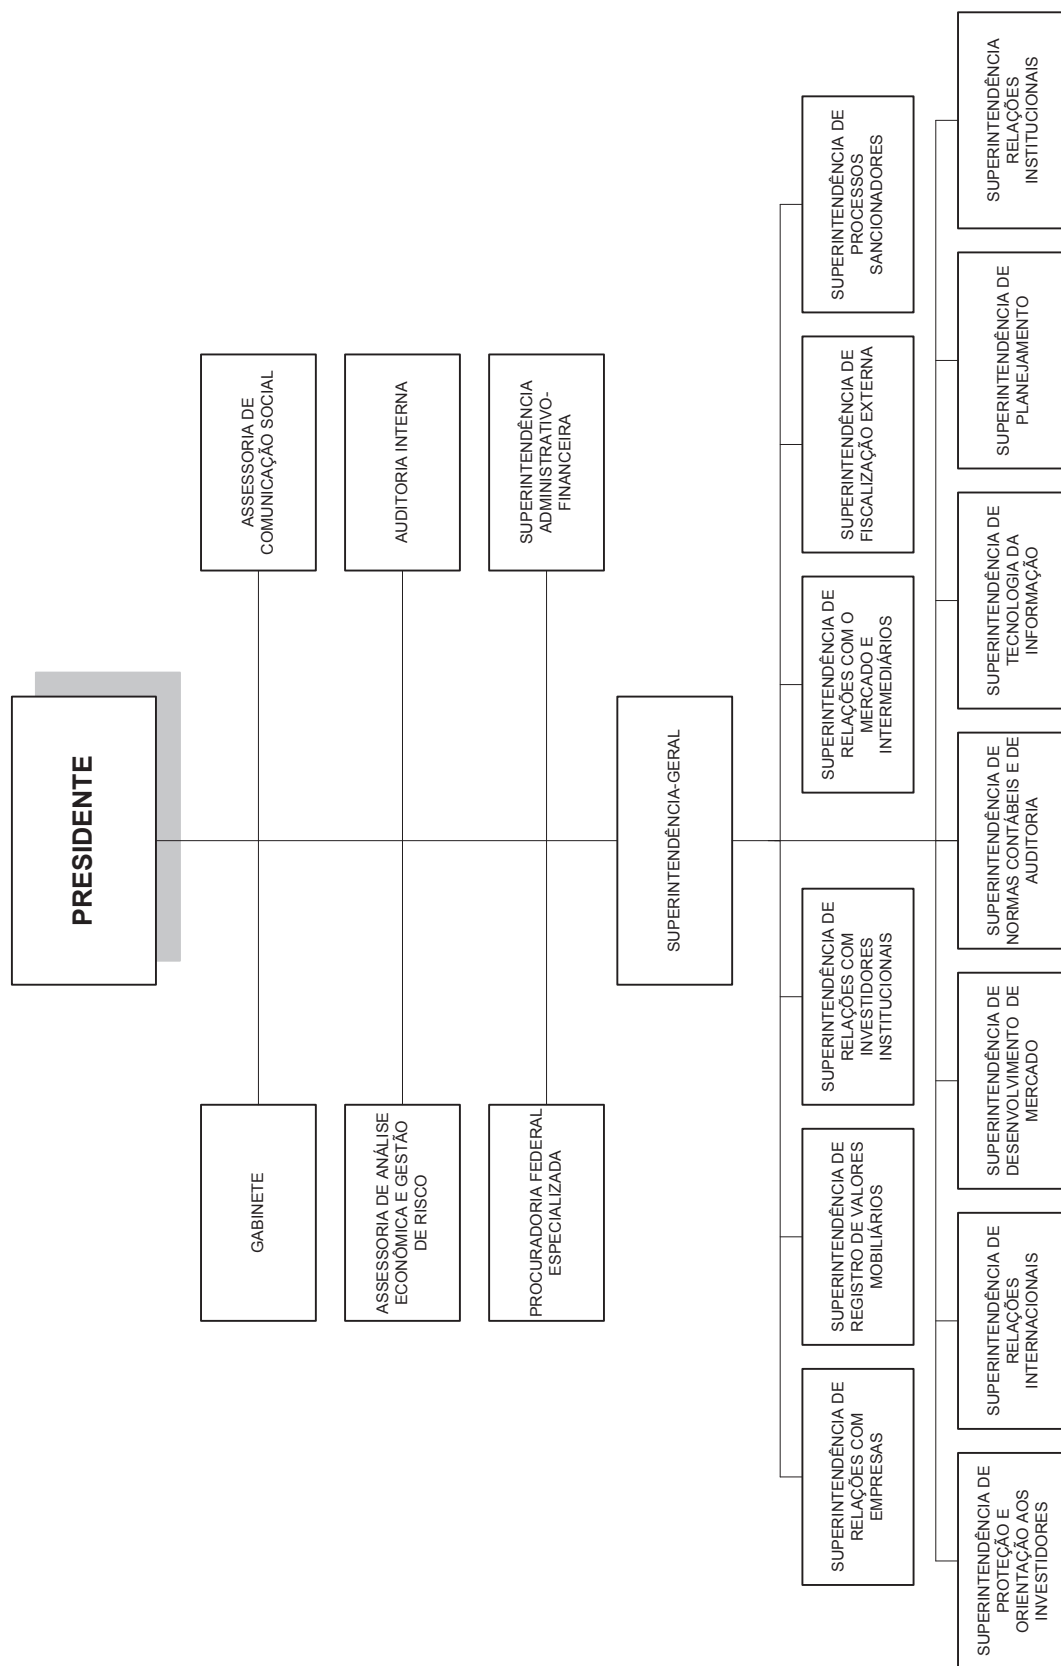 PRESIDENTE
GABINETE
ASSESSORIA DE
COMUNICAÇÃO SOCIAL
ASSESSORIA DE ANÁLISE
ECONÔMICA E GESTÃO
DE RISCO
AUDITORIA INTERNA
PROCURADORIA FEDERAL
ESPECIALIZADA
SUPERINTENDÊNCIA
ADMINISTRATIVO-
FINANCEIRA
SUPERINTENDÊNCIA-GERAL
SUPERINTENDÊNCIA DE
RELAÇÕES COM
EMPRESAS
SUPERINTENDÊNCIA DE
REGISTRO DE VALORES
MOBILIÁRIOS
SUPERINTENDÊNCIA DE
RELAÇÕES COM
INVESTIDORES
INSTITUCIONAIS
SUPERINTENDÊNCIA DE
RELAÇÕES COM O
MERCADO E
INTERMEDIÁRIOS
SUPERINTENDÊNCIA DE
FISCALIZAÇÃO EXTERNA
SUPERINTENDÊNCIA DE
PROCESSOS
SANCIONADORES
SUPERINTENDÊNCIA DE
PROTEÇÃO E
ORIENTAÇÃO AOS
INVESTIDORES
SUPERINTENDÊNCIA DE
RELAÇÕES
INTERNACIONAIS
SUPERINTENDÊNCIA DE
DESENVOLVIMENTO DE
MERCADO
SUPERINTENDÊNCIA DE
NORMAS CONTÁBEIS E DE
AUDITORIA
SUPERINTENDÊNCIA DE
TECNOLOGIA DA
INFORMAÇÃO
SUPERINTENDÊNCIA DE
PLANEJAMENTO
SUPERINTENDÊNCIA
RELAÇÕES
INSTITUCIONAIS